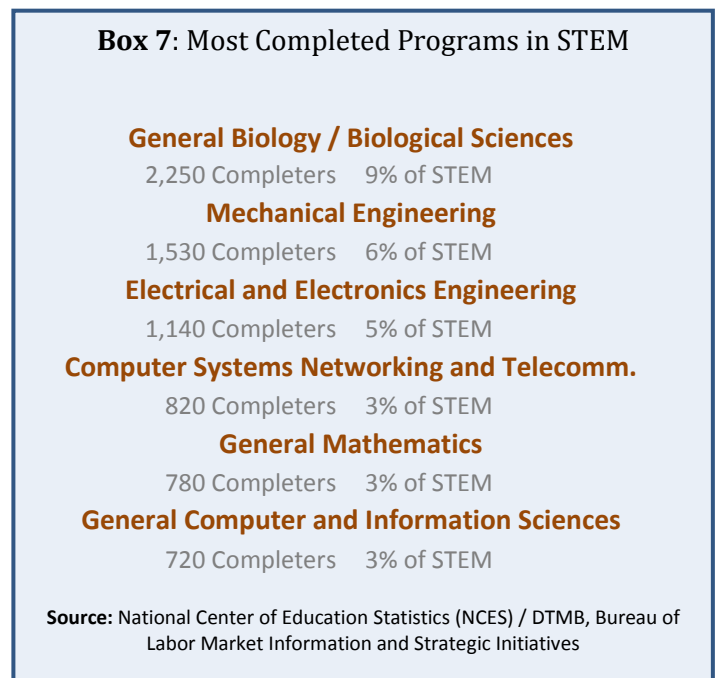 Box 7: Most Completed Programs in STEM
General Biology / Biological Sciences
2,250 Completers 9% of STEM
Mechanical Engineering
1,530 Completers 6% of STEM
Electrical and Electronics Engineering
1,140 Completers 5% of STEM
Computer Systems Networking and Telecomm.
820 Completers 3% of STEM
General Mathematics
780 Completers 3% of STEM
General Computer and Information Sciences
720 Completers 3% of STEM
Source: National Center of Education Statistics (NCES) / DTMB, Bureau of
Labor Market Information and Strategic Initiatives